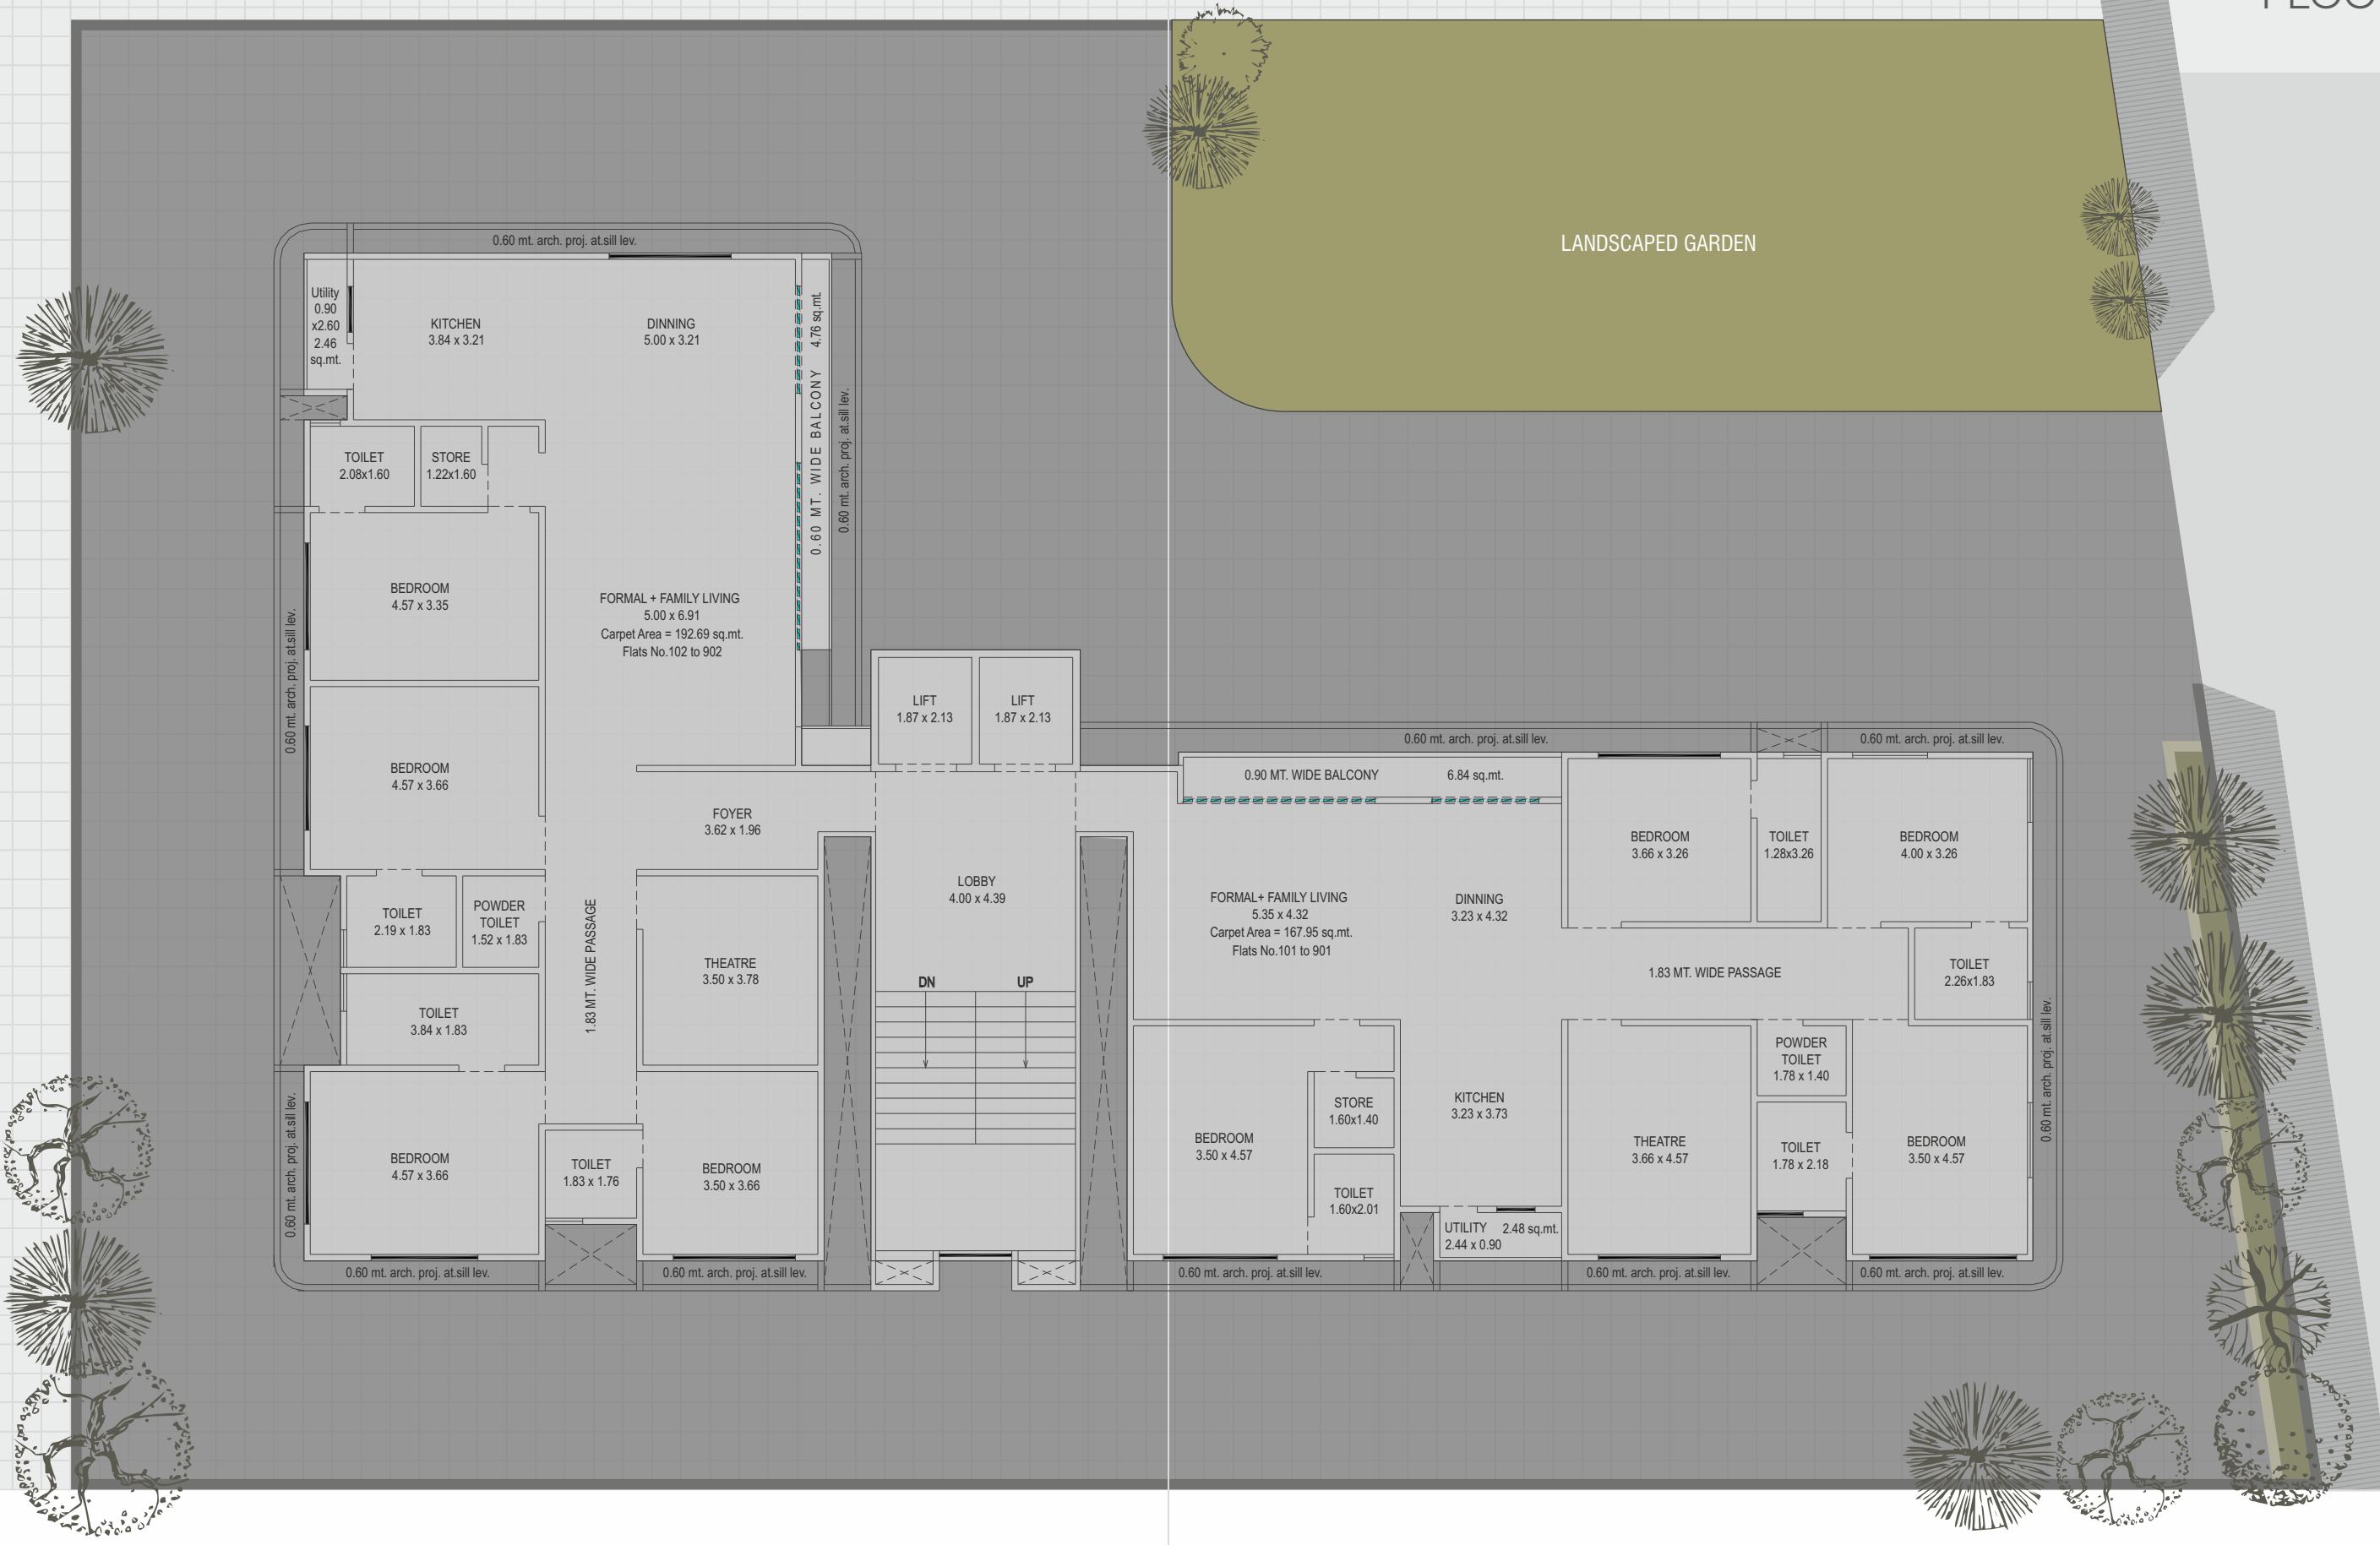 LANDSCAPED GARDEN
0.60 mt. arch. proj. at.sill lev.
Utility
0.90
x2.60
2.46
sq.mt.
KITCHEN
3.84 x 3.21
DINNING
5.00 x 3.21
0.60 MT. WIDE BALCONY 4.76 sq.mt.
0.60 mt. arch. proj. at.sill lev.
TOILET
2.08x1.60
STORE
1.22x1.60
BEDROOM
4.57 x 3.35
FORMAL + FAMILY LIVING
5.00 x 6.91
Carpet Area = 192.69 sq.mt.
Flats No.102 to 902
0.60 mt. arch. proj. at.sill lev.
BEDROOM
4.57 x 3.66
LIFT
1.87 x 2.13
LIFT
1.87 x 2.13
FOYER
3.62 x 1.96
LOBBY
4.00 x 4.39
TOILET
2.19 x 1.83
POWDER
TOILET
1.52 x 1.83
1.83 MT. WIDE PASSAGE
THEATRE
3.50 x 3.78
TOILET
3.84 x 1.83
DN
UP
BEDROOM
4.57 x 3.66
TOILET
1.83 x 1.76
BEDROOM
3.50 x 3.66
0.60 mt. arch. proj. at.sill lev.
0.60 mt. arch. proj. at.sill lev.
0.60 mt. arch. proj. at.sill lev.
0.60 mt. arch. proj. at.sill lev.
0.60 mt. arch. proj. at.sill lev.
0.90 MT. WIDE BALCONY 6.84 sq.mt.
BEDROOM
3.66 x 3.26
TOILET
1.28x3.26
BEDROOM
4.00 x 3.26
FORMAL+ FAMILY LIVING
5.35 x 4.32
Carpet Area = 167.95 sq.mt.
Flats No.101 to 901
DINNING
3.23 x 4.32
1.83 MT. WIDE PASSAGE
TOILET
2.26x1.83
0.60 mt. arch. proj. at.sill lev.
POWDER
TOILET
1.78 x 1.40
STORE
1.60x1.40
KITCHEN
3.23 x 3.73
BEDROOM
3.50 x 4.57
THEATRE
3.66 x 4.57
TOILET
1.78 x 2.18
BEDROOM
3.50 x 4.57
TOILET
1.60x2.01
UTILITY 2.48 sq.mt.
2.44 x 0.90
0.60 mt. arch. proj. at.sill lev.
0.60 mt. arch. proj. at.sill lev.
0.60 mt. arch. proj. at.sill lev.